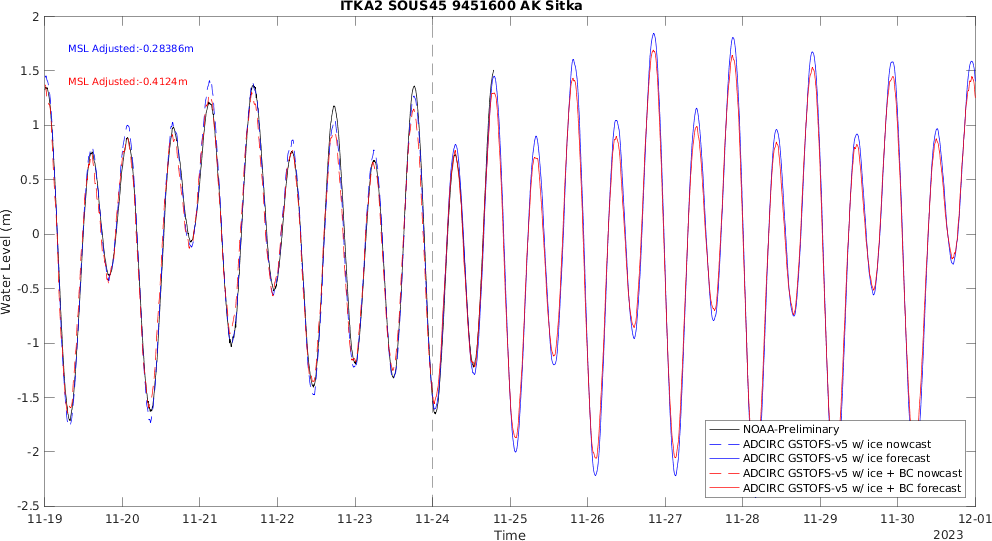 ITKA2 SOUS45 9451600 AK Sitka
MSL Adjusted:-0.28386m
MSL Adjusted:-0.4124m
Water Level (m)
2
1.5
1
0.5
0
-0.5
-1
-1.5
-2
-2.5
NOAA-Preliminary
ADCIRC GSTOFS-v5 w/ ice nowcast
ADCIRC GSTOFS-v5 w/ ice forecast
ADCIRC GSTOFS-v5 w/ ice + BC nowcast
ADCIRC GSTOFS-v5 w/ ice + BC forecast
11-19 11-20 11-21 11-22 11-23 11-24 11-25 11-26 11-27 11-28 11-29 11-30 12-01
Time
2023